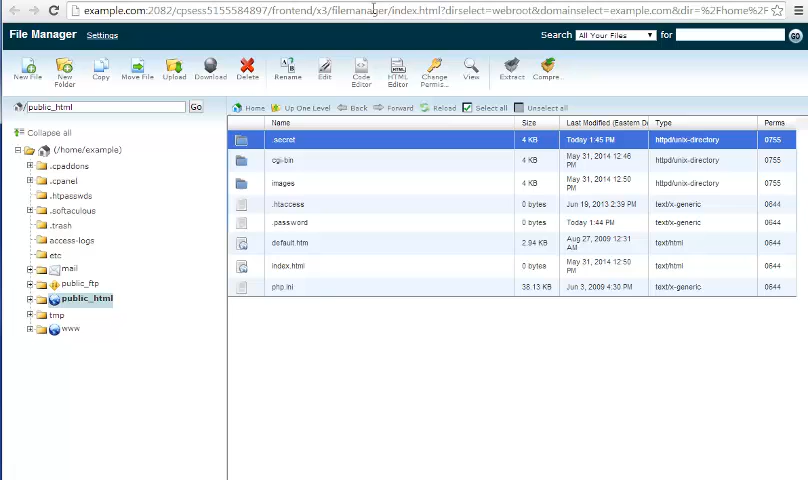 example.com:2082/cpsess5155584897/frontend/x3/filemanager/index.html?dirselect=webroot&domainselect=example.com&dir=%2Fhome%2F
File Manager Settings Search All Your Files for GO
New File New Folder Copy Move File Upload Download Delete Rename Edit Code Editor HTML Editor Change Permis... View Extract Compre...
/public_html Go
Home Up One Level Back Forward Reload Select all Unselect all
Collapse all
(/home/example)
.cpaddons
.cpanel
.htpasswds
.softaculous
.trash
access-logs
etc
mail
public_ftp
public_html
tmp
www
Name Size Last Modified (Eastern Da Type Perms
.secret 4 KB Today 1:45 PM httpd/unix-directory 0755
cgi-bin 4 KB May 31, 2014 12:46 PM httpd/unix-directory 0755
images 4 KB May 31, 2014 12:50 PM httpd/unix-directory 0755
.htaccess 0 bytes Jun 19, 2013 2:39 PM text/x-generic 0644
.password 0 bytes Today 1:44 PM text/x-generic 0644
default.htm 2.94 KB Aug 27, 2009 12:31 AM text/html 0644
index.html 0 bytes May 31, 2014 12:50 PM text/html 0644
php.ini 38.13 KB Jun 3, 2009 4:30 PM text/x-generic 0644